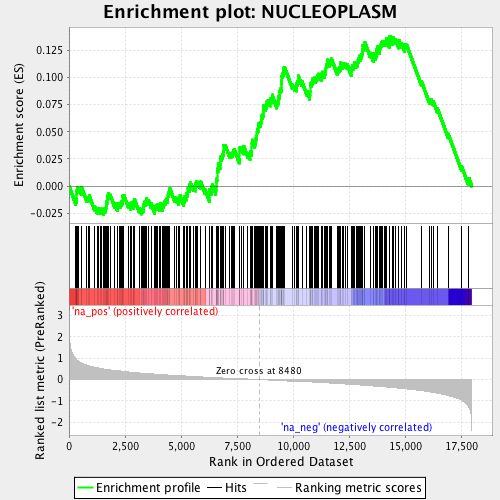 Enrichment plot: NUCLEOPLASM
Enrichment score (ES)
0.125
0.100
0.075
0.050
0.025
0.000
-0.025
'na_pos' (positively correlated)
Ranked list metric (PreRanked)
3
2
1
0
-1
-2
Zero cross at 8480
'na_neg' (negatively correlated)
0
2,500
5,000
7,500
10,000
12,500
15,000
17,500
Rank in Ordered Dataset
Enrichment profile
Hits
Ranking metric scores